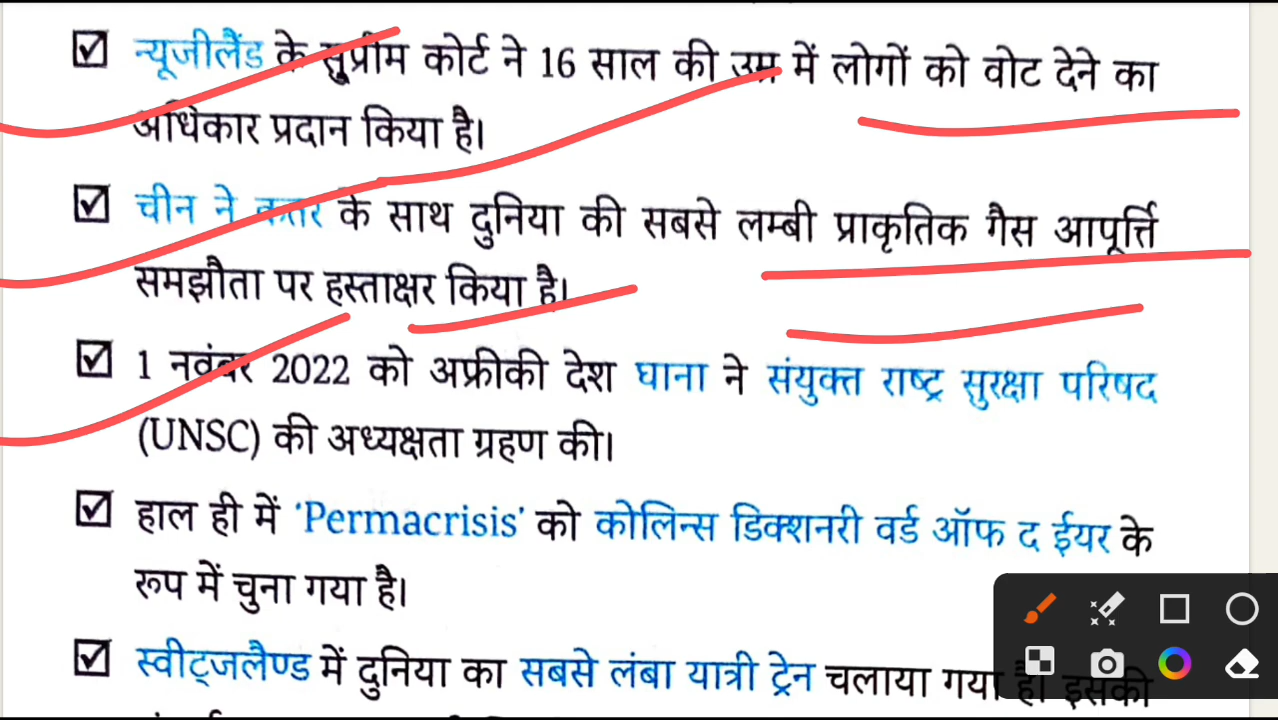 न्यूजीलैंड के सुप्रीम कोर्ट ने 16 साल की उम्र में लोगों को वोट देने का
अधिकार प्रदान किया है।
चीन ने कतर के साथ दुनिया की सबसे लम्बी प्राकृतिक गैस आपूर्त्ति
समझौता पर हस्ताक्षर किया है।
1 नवंबर 2022 को अफ्रीकी देश घाना ने संयुक्त राष्ट्र सुरक्षा परिषद
(UNSC) की अध्यक्षता ग्रहण की।
हाल ही में 'Permacrisis' को कोलिन्स डिक्शनरी वर्ड ऑफ द ईयर के
रूप में चुना गया है।
स्वीट्जलैण्ड में दुनिया का सबसे लंबा यात्री ट्रेन चलाया गया है। इसकी